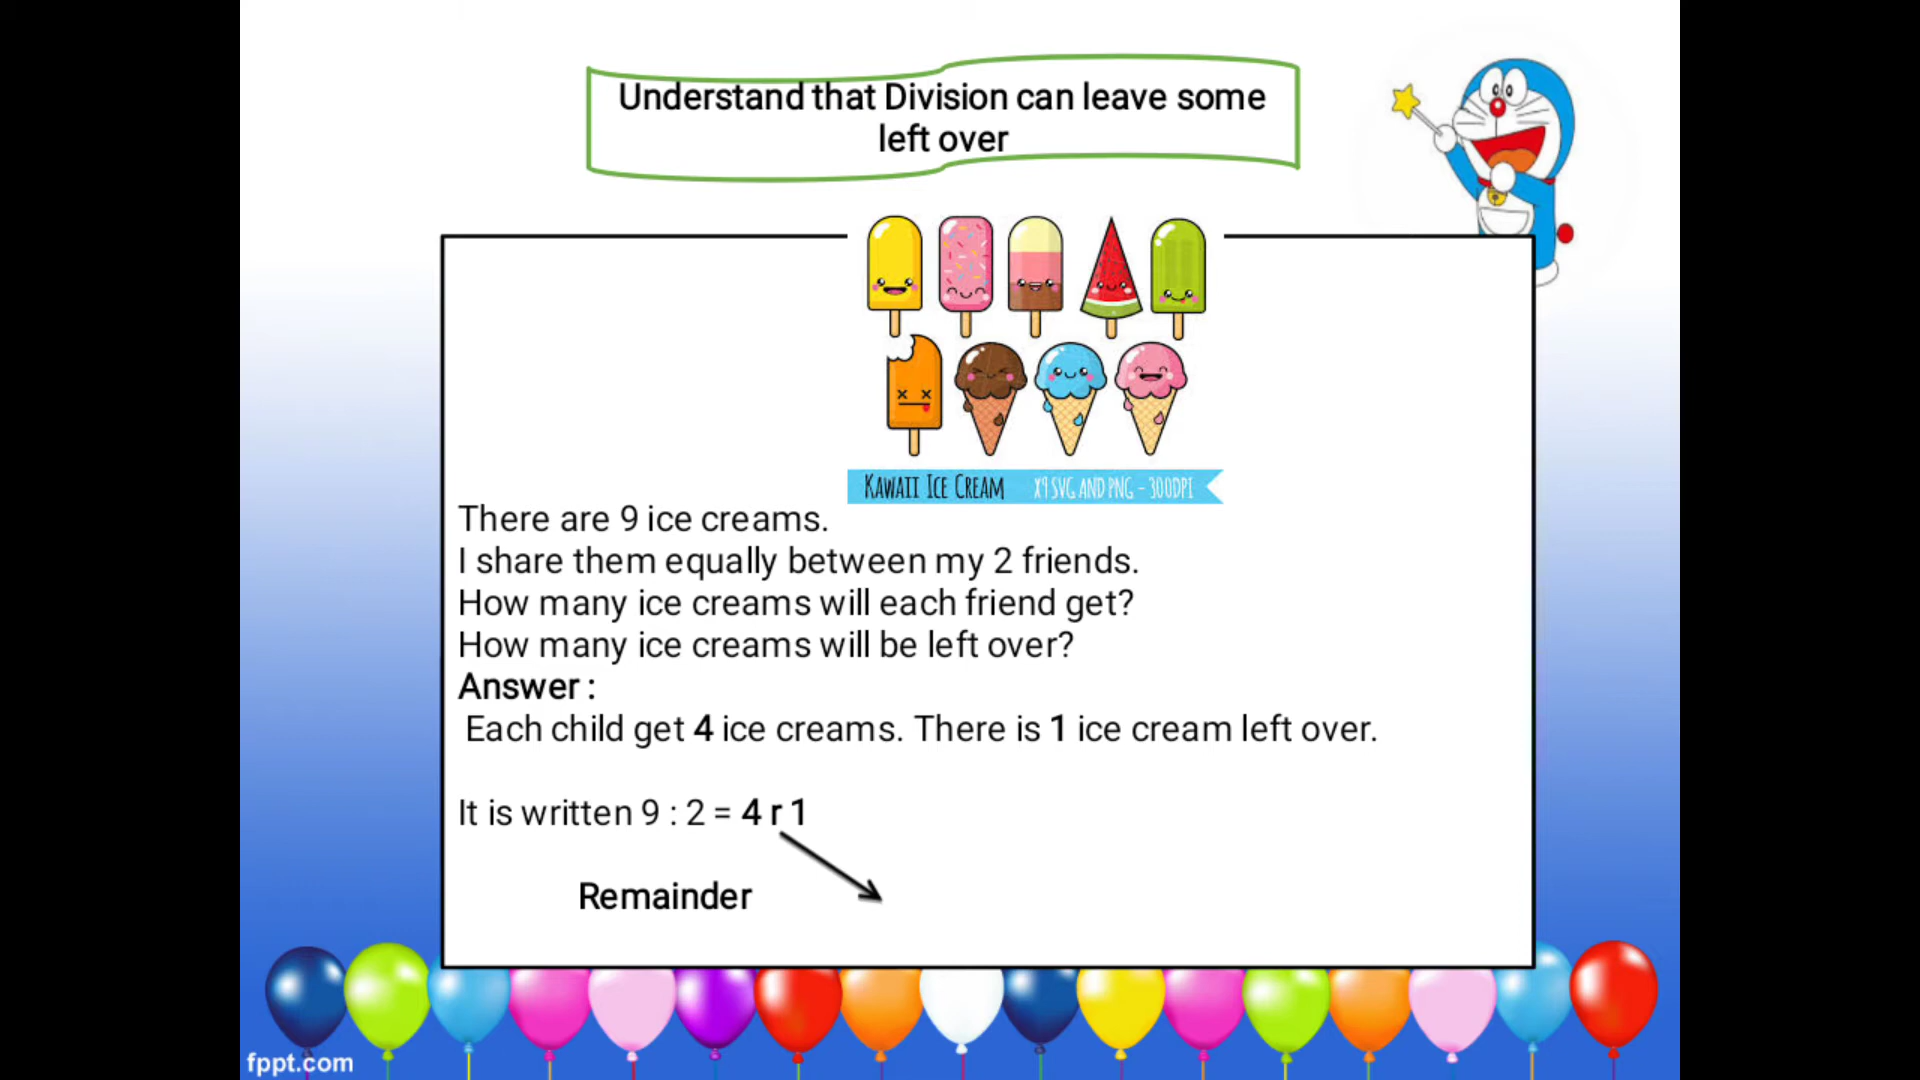 Understand that Division can leave some
left over
KAWAII ICE CREAM X9 SVG AND PNG - 300DPI
There are 9 ice creams.
I share them equally between my 2 friends.
How many ice creams will each friend get?
How many ice creams will be left over?
Answer :
Each child get 4 ice creams. There is 1 ice cream left over.
It is written 9 : 2 = 4 r 1
Remainder
fppt.com